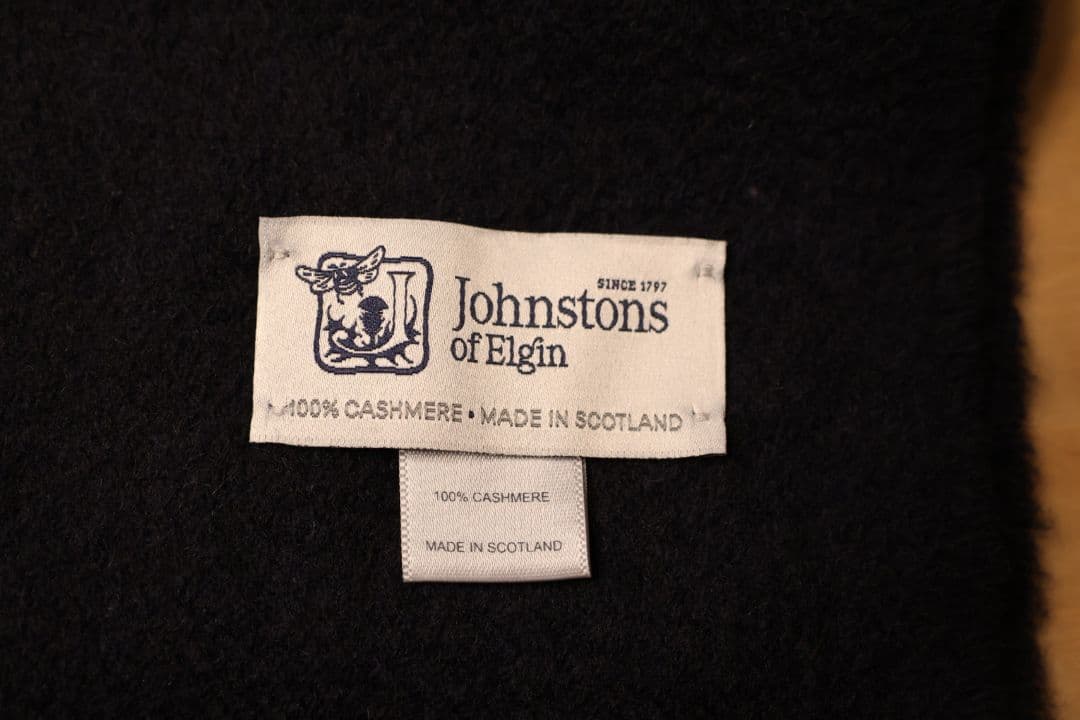 SINCE 1797
Johnstons
of Elgin
100% CASHMERE • MADE IN SCOTLAND
100% CASHMERE
MADE IN SCOTLAND